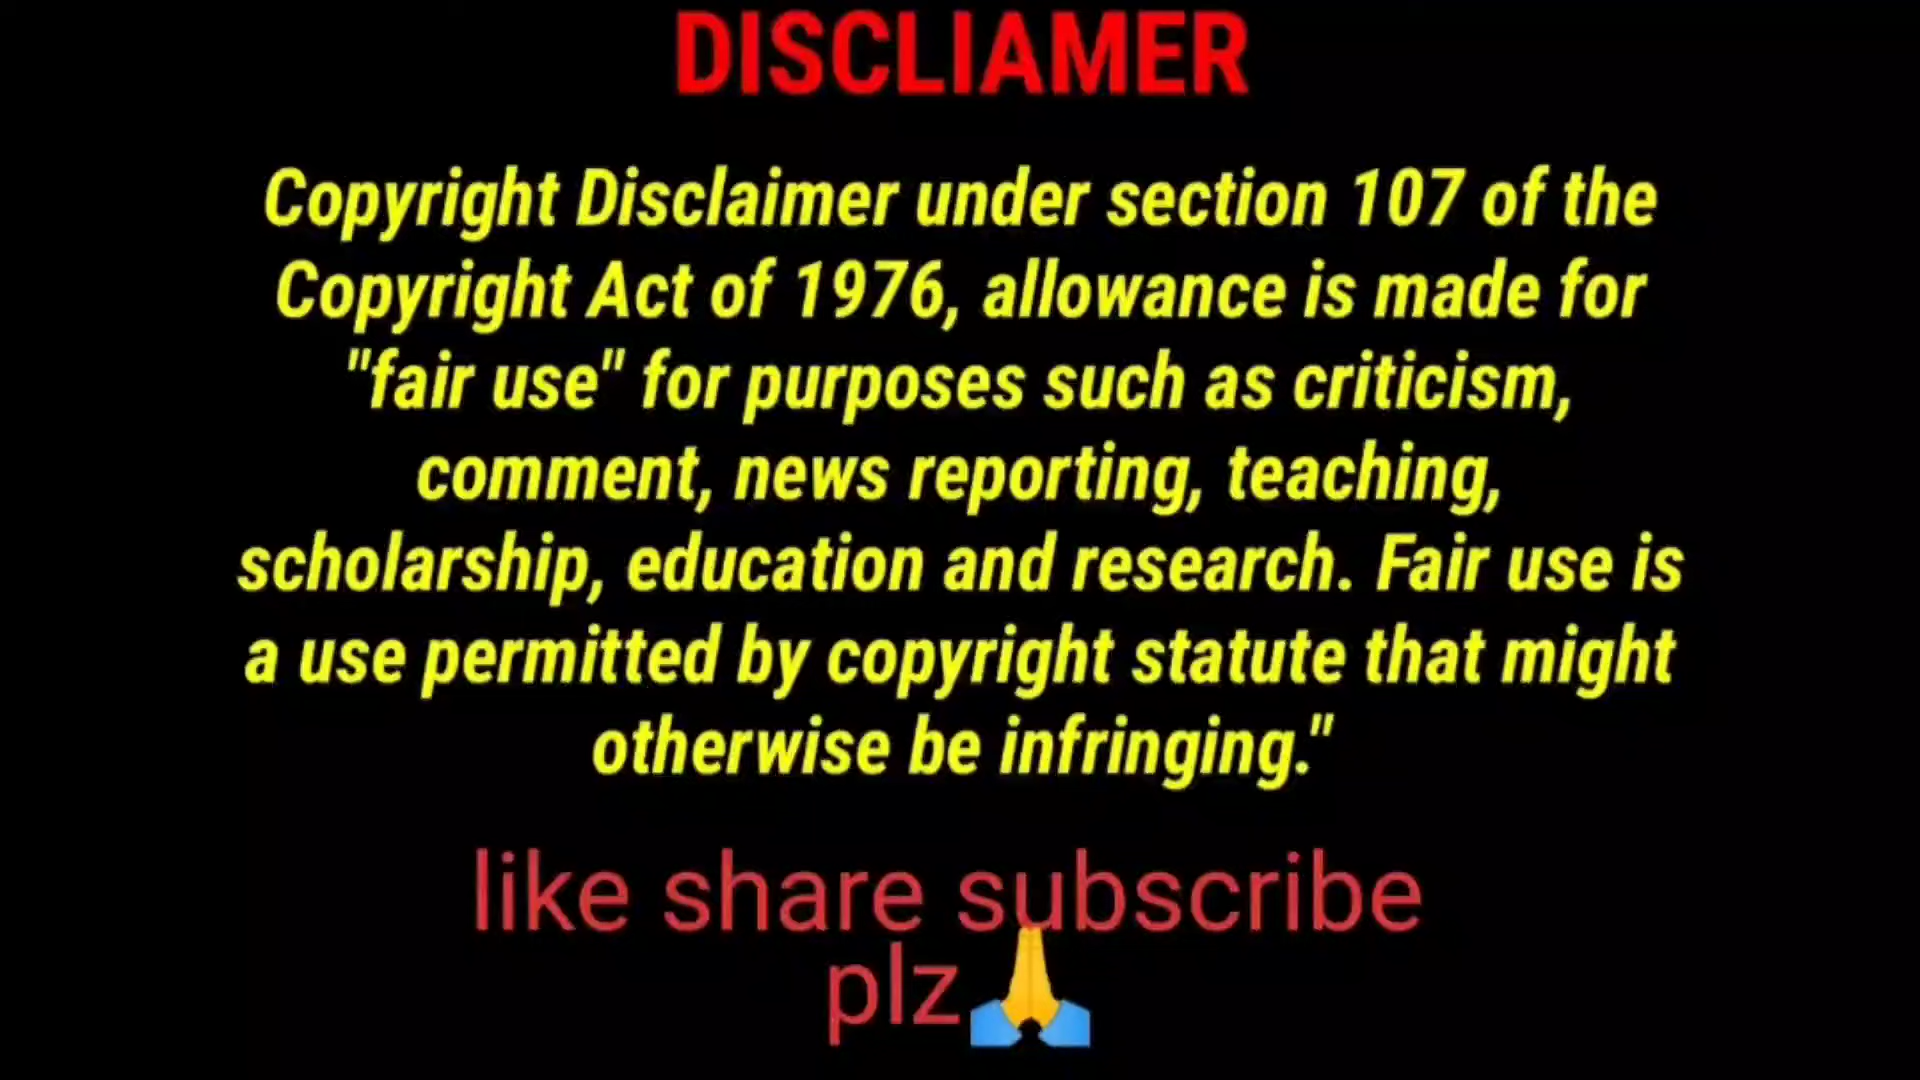 DISCLIAMER
Copyright Disclaimer under section 107 of the
Copyright Act of 1976, allowance is made for
"fair use" for purposes such as criticism,
comment, news reporting, teaching,
scholarship, education and research. Fair use is
a use permitted by copyright statute that might
otherwise be infringing."
like share subscribe
plz🙏